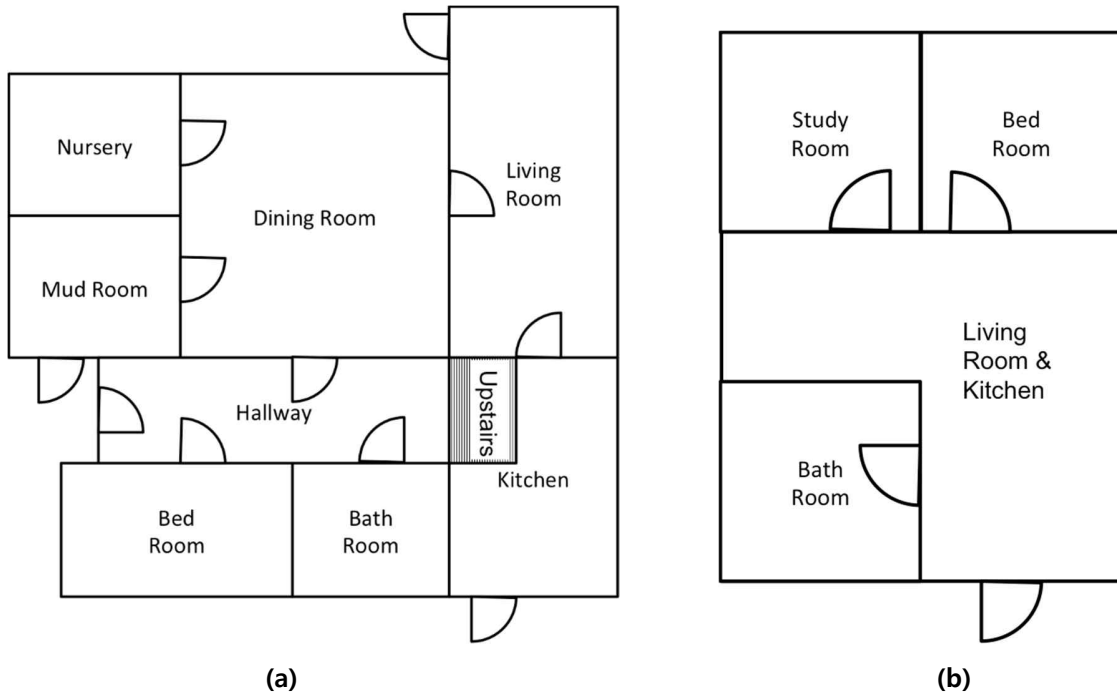 Nursery
Mud Room
Dining Room
Living
Room
Hallway
Upstairs
Kitchen
Bed
Room
Bath
Room
(a)
Study
Room
Bed
Room
Living
Room &
Kitchen
Bath
Room
(b)